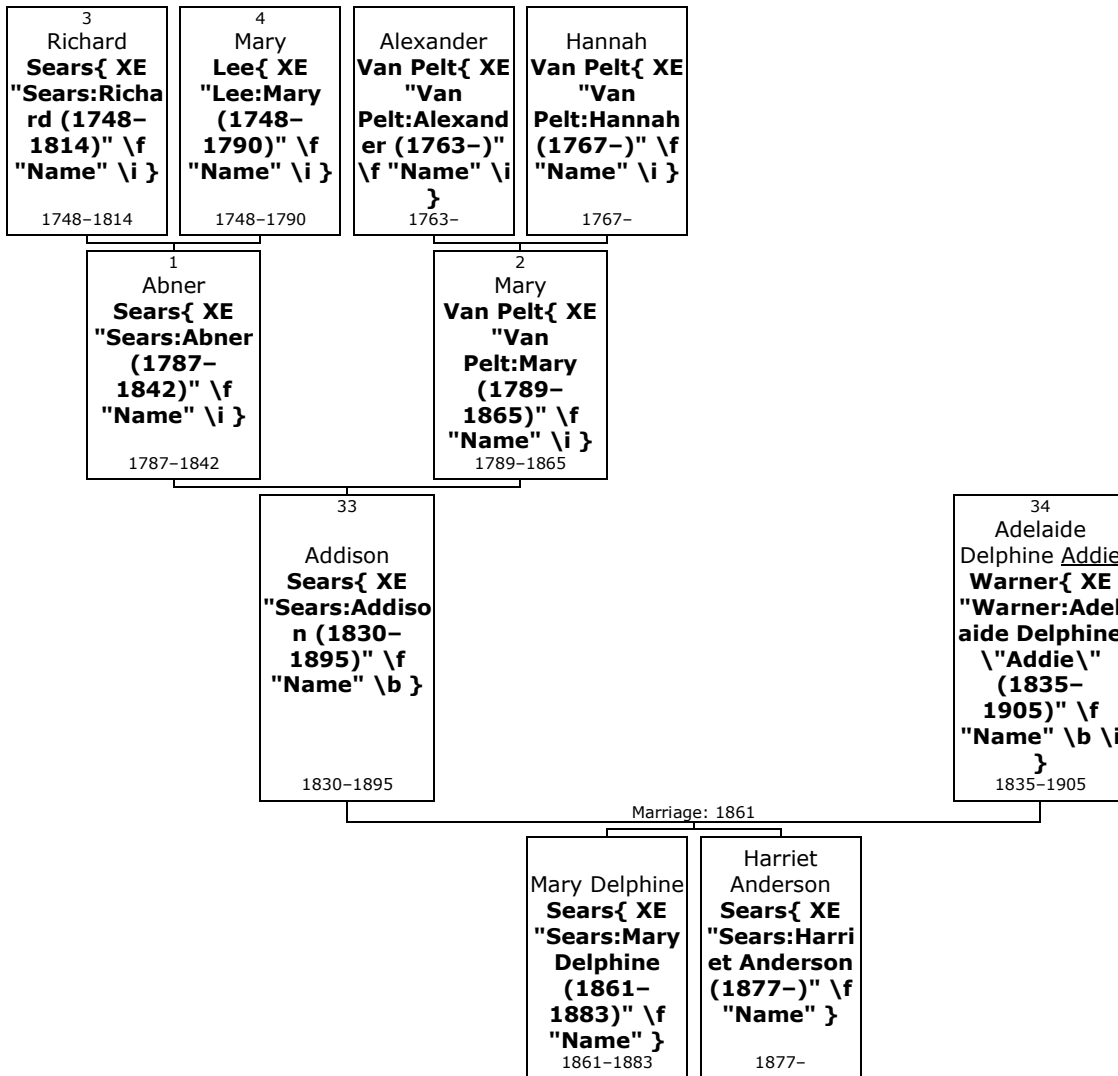 3
Richard
Sears{ XE
"Sears:Richa
rd (1748–
1814)" \f
"Name" \i }
1748–1814
4
Mary
Lee{ XE
"Lee:Mary
(1748–
1790)" \f
"Name" \i }
1748–1790
Alexander
Van Pelt{ XE
"Van
Pelt:Alexand
er (1763–)"
\f "Name" \i
}
1763–
Hannah
Van Pelt{ XE
"Van
Pelt:Hannah
(1767–)" \f
"Name" \i }
1767–
1
Abner
Sears{ XE
"Sears:Abner
(1787–
1842)" \f
"Name" \i }
1787–1842
2
Mary
Van Pelt{ XE
"Van
Pelt:Mary
(1789–
1865)" \f
"Name" \i }
1789–1865
33
Addison
Sears{ XE
"Sears:Addiso
n (1830–
1895)" \f
"Name" \b }
1830–1895
34
Adelaide
Delphine Addie
Warner{ XE
"Warner:Adel
aide Delphine
\"Addie\"
(1835–
1905)" \f
"Name" \b \i
}
1835–1905
Marriage: 1861
Mary Delphine
Sears{ XE
"Sears:Mary
Delphine
(1861–
1883)" \f
"Name" }
1861–1883
Harriet
Anderson
Sears{ XE
"Sears:Harri
et Anderson
(1877–)" \f
"Name" }
1877–